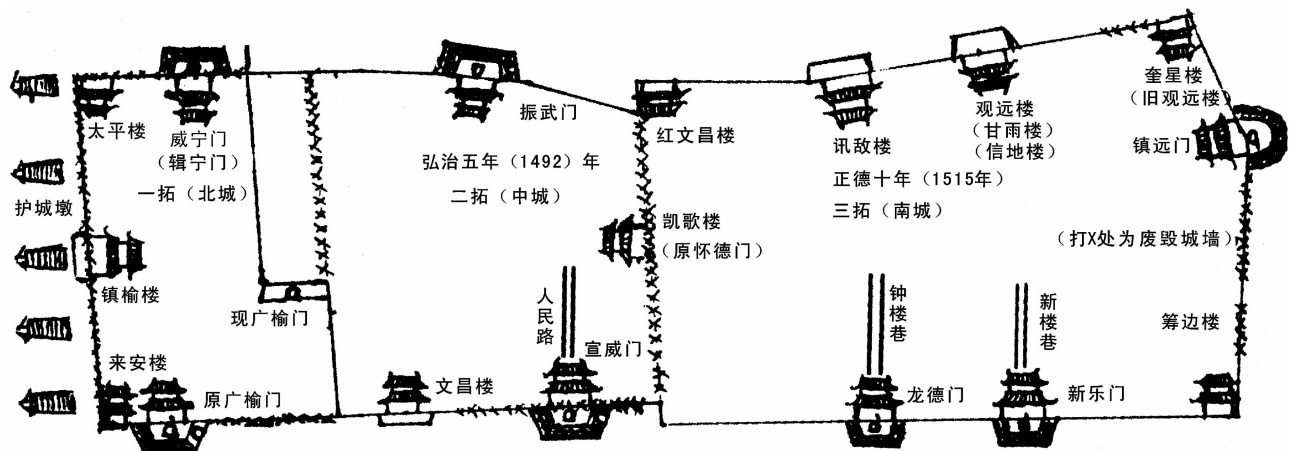 太平楼
威宁门
（辑宁门）
一拓（北城）
护城墩
镇榆楼
来安楼
原广榆门
现广榆门
振武门
弘治五年（1492）年
二拓（中城）
文昌楼
人民路
宣威门
红文昌楼
凯歌楼
（原怀德门）
讯敌楼
正德十年（1515年）
三拓（南城）
观远楼
（甘雨楼）
（信地楼）
奎星楼
（旧观远楼）
镇远门
（打X处为废毁城墙）
钟楼巷
龙德门
新楼巷
新乐门
筹边楼